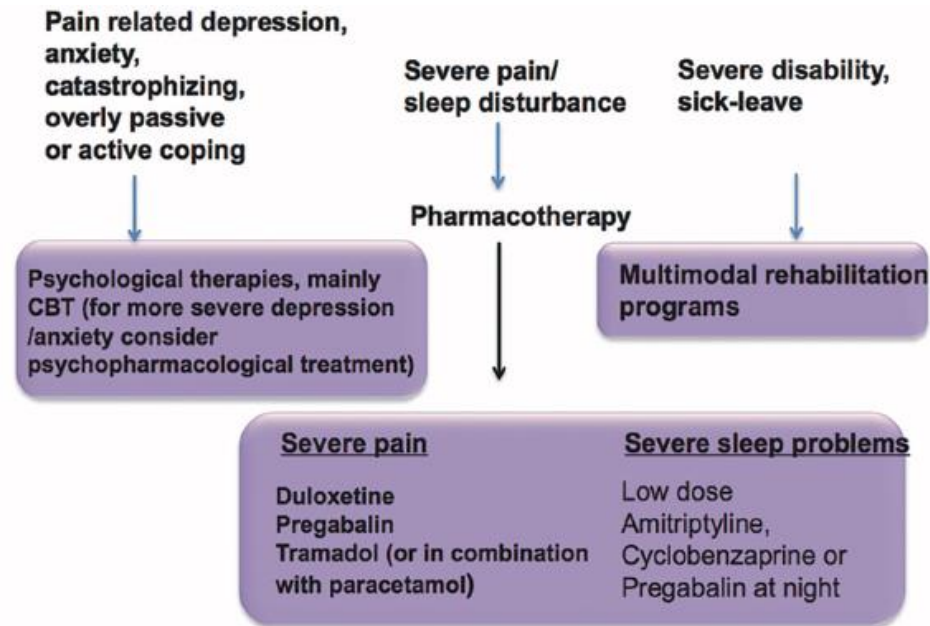 Pain related depression,
anxiety,
catastrophizing,
overly passive
or active coping
Severe pain/
sleep disturbance
Severe disability,
sick-leave
Pharmacotherapy
Psychological therapies, mainly
CBT (for more severe depression
/anxiety consider
psychopharmacological treatment)
Multimodal rehabilitation
programs
Severe pain
Duloxetine
Pregabalin
Tramadol (or in combination
with paracetamol)
Severe sleep problems
Low dose
Amitriptyline,
Cyclobenzaprine or
Pregabalin at night